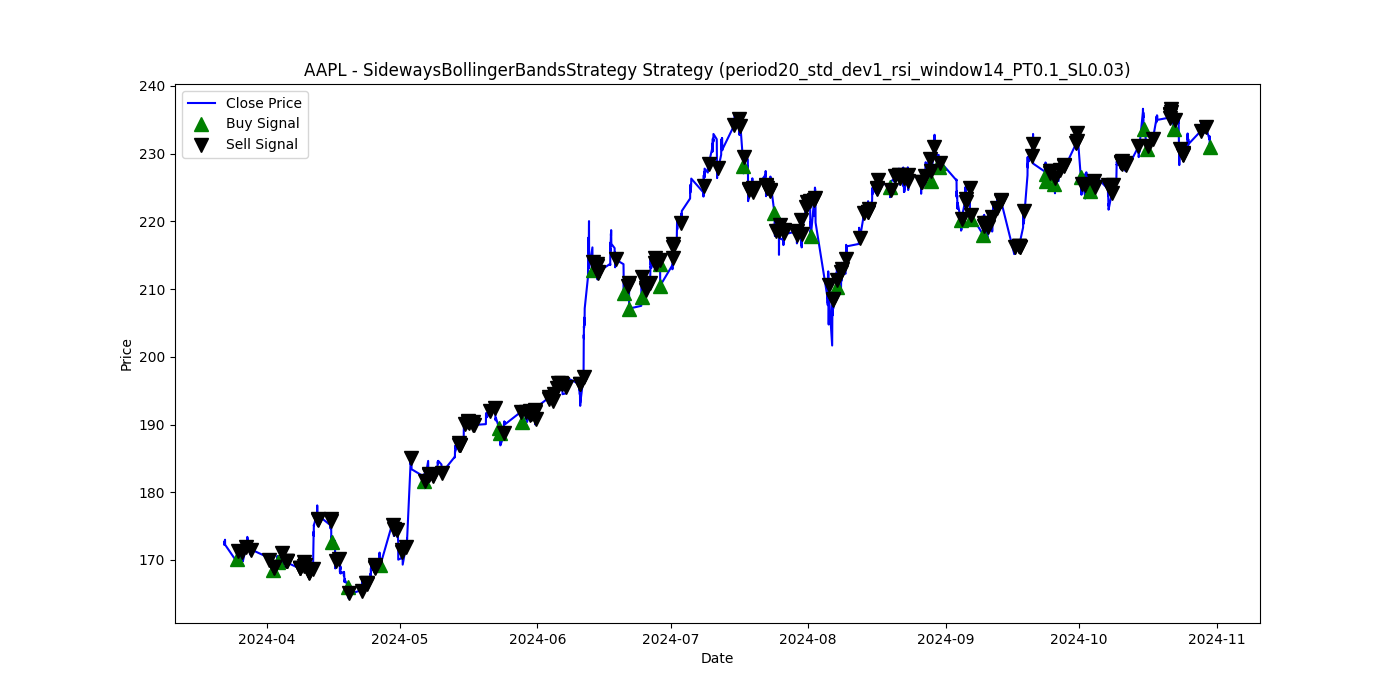 AAPL - SidewaysBollingerBandsStrategy Strategy (period20_std_dev1_rsi_window14_PT0.1_SL0.03)
Close Price
Buy Signal
Sell Signal
240
230
220
210
200
190
180
170
Price
2024-04 2024-05 2024-06 2024-07 2024-08 2024-09 2024-10 2024-11
Date